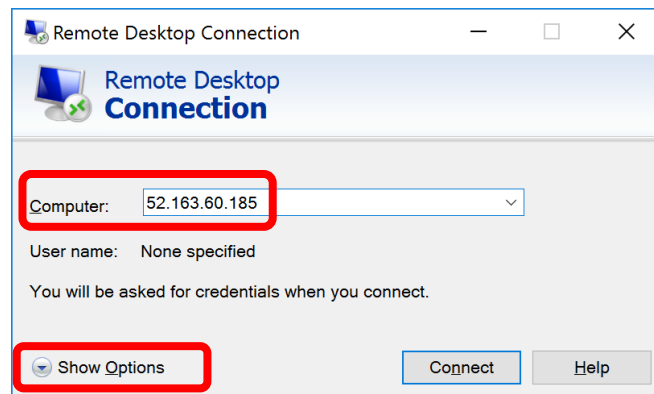 Remote Desktop Connection
Remote Desktop
Connection
Computer: 52.163.60.185
User name: None specified
You will be asked for credentials when you connect.
Show Options Connect Help